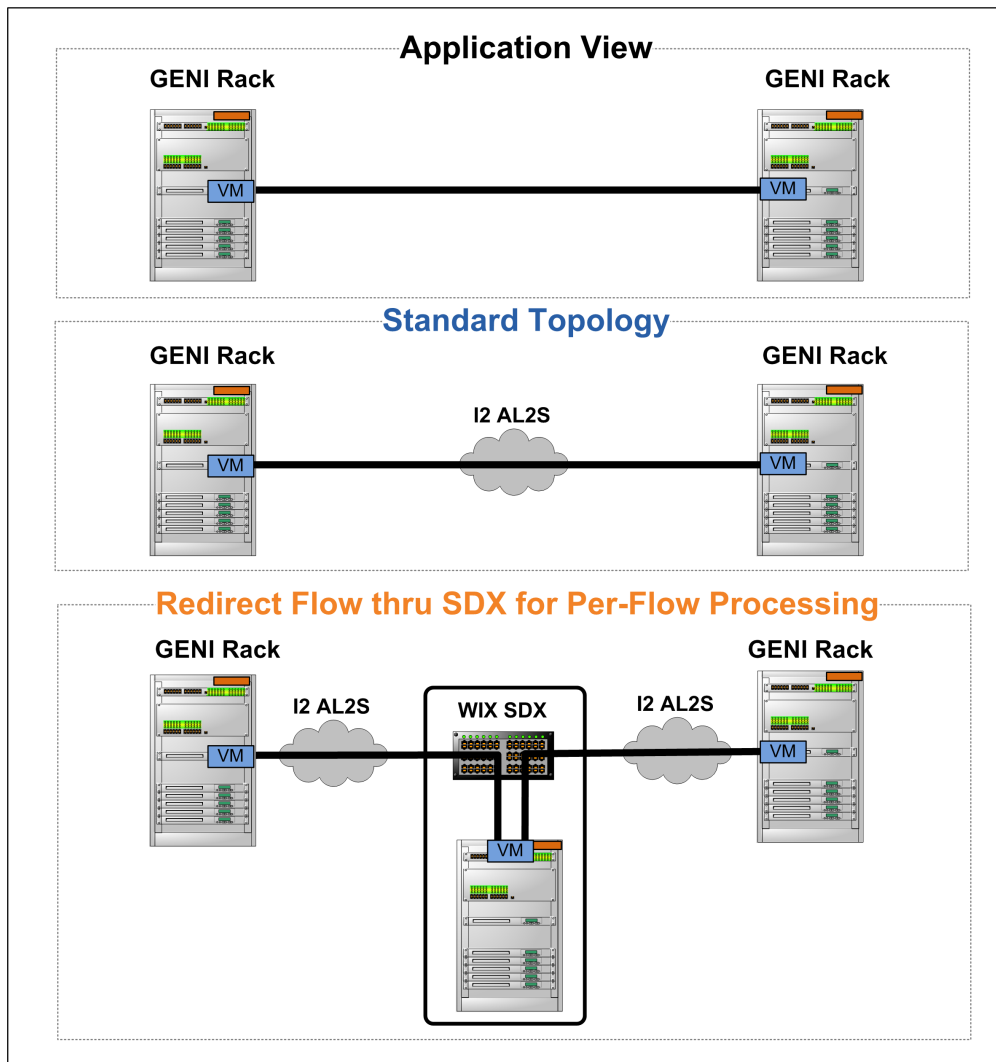 Application View
GENI Rack
GENI Rack
VM
VM
Standard Topology
GENI Rack
GENI Rack
I2 AL2S
VM
VM
Redirect Flow thru SDX for Per-Flow Processing
GENI Rack
GENI Rack
I2 AL2S
WIX SDX
I2 AL2S
VM
VM
VM